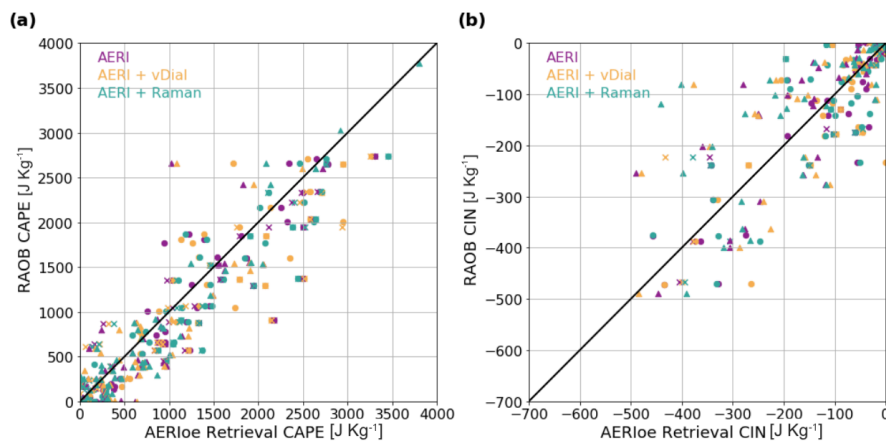 (a)
AERI
AERI + vDial
AERI + Raman
4000
3500
3000
2500
2000
1500
1000
500
0
RAOB CAPE [J Kg-1]
0 500 1000 1500 2000 2500 3000 3500 4000
AERIoe Retrieval CAPE [J Kg-1]
(b)
AERI
AERI + vDial
AERI + Raman
0
−100
−200
−300
−400
−500
−600
−700
RAOB CIN [J Kg-1]
−700 −600 −500 −400 −300 −200 −100 0
AERIoe Retrieval CIN [J Kg-1]